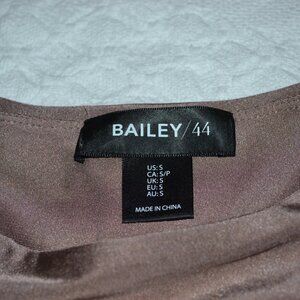 BAILEY/44
US: S
CA: S/P
UK: S
EU: S
AU: S
MADE IN CHINA